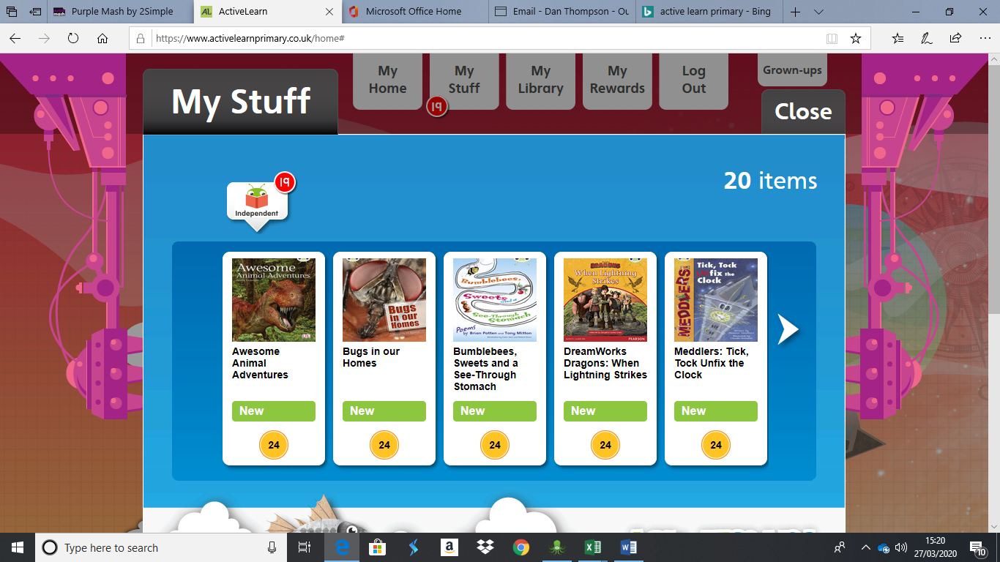 Purple Mash by 2Simple
ActiveLearn
Microsoft Office Home
Email - Dan Thompson - Ou
active learn primary - Bing
https://www.activelearnprimary.co.uk/home#
My Stuff
My Home
My Stuff
19
My Library
My Rewards
Log Out
Grown-ups
Close
19
Independent
20 items
Awesome
Animal Adventures
DK
Bugs
in our
Homes
Bumblebees,
Sweets and a
See-Through
Stomach
Poems
by Brian Patten and Tony Mitton
DRAGONS
When Lightning
Strikes
PEARSON
MEDDLERS
Tick, Tock
Unfix the
Clock
Awesome
Animal
Adventures
Bugs in our
Homes
Bumblebees,
Sweets and a
See-Through
Stomach
DreamWorks
Dragons: When
Lightning Strikes
Meddlers: Tick,
Tock Unfix the
Clock
New
New
New
New
New
24
24
24
24
24
Type here to search
15:20
27/03/2020
10